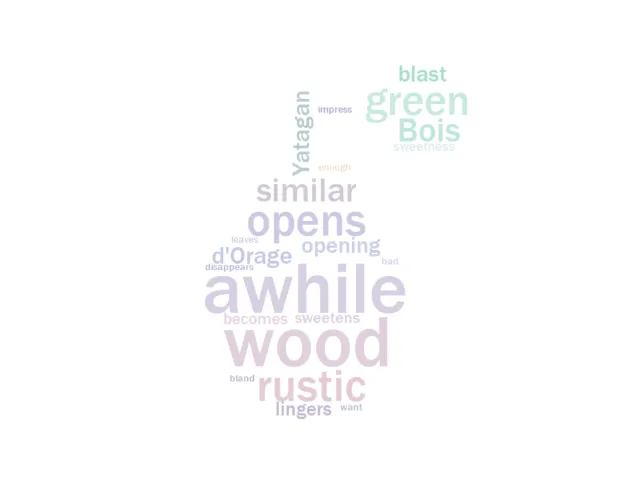 blast
green
Yatagan
impress
Bois
sweetness
enough
similar
opens
leaves
opening
d'Orage
bad
disappears
awhile
becomes sweetens
wood
bland
rustic
lingers
want